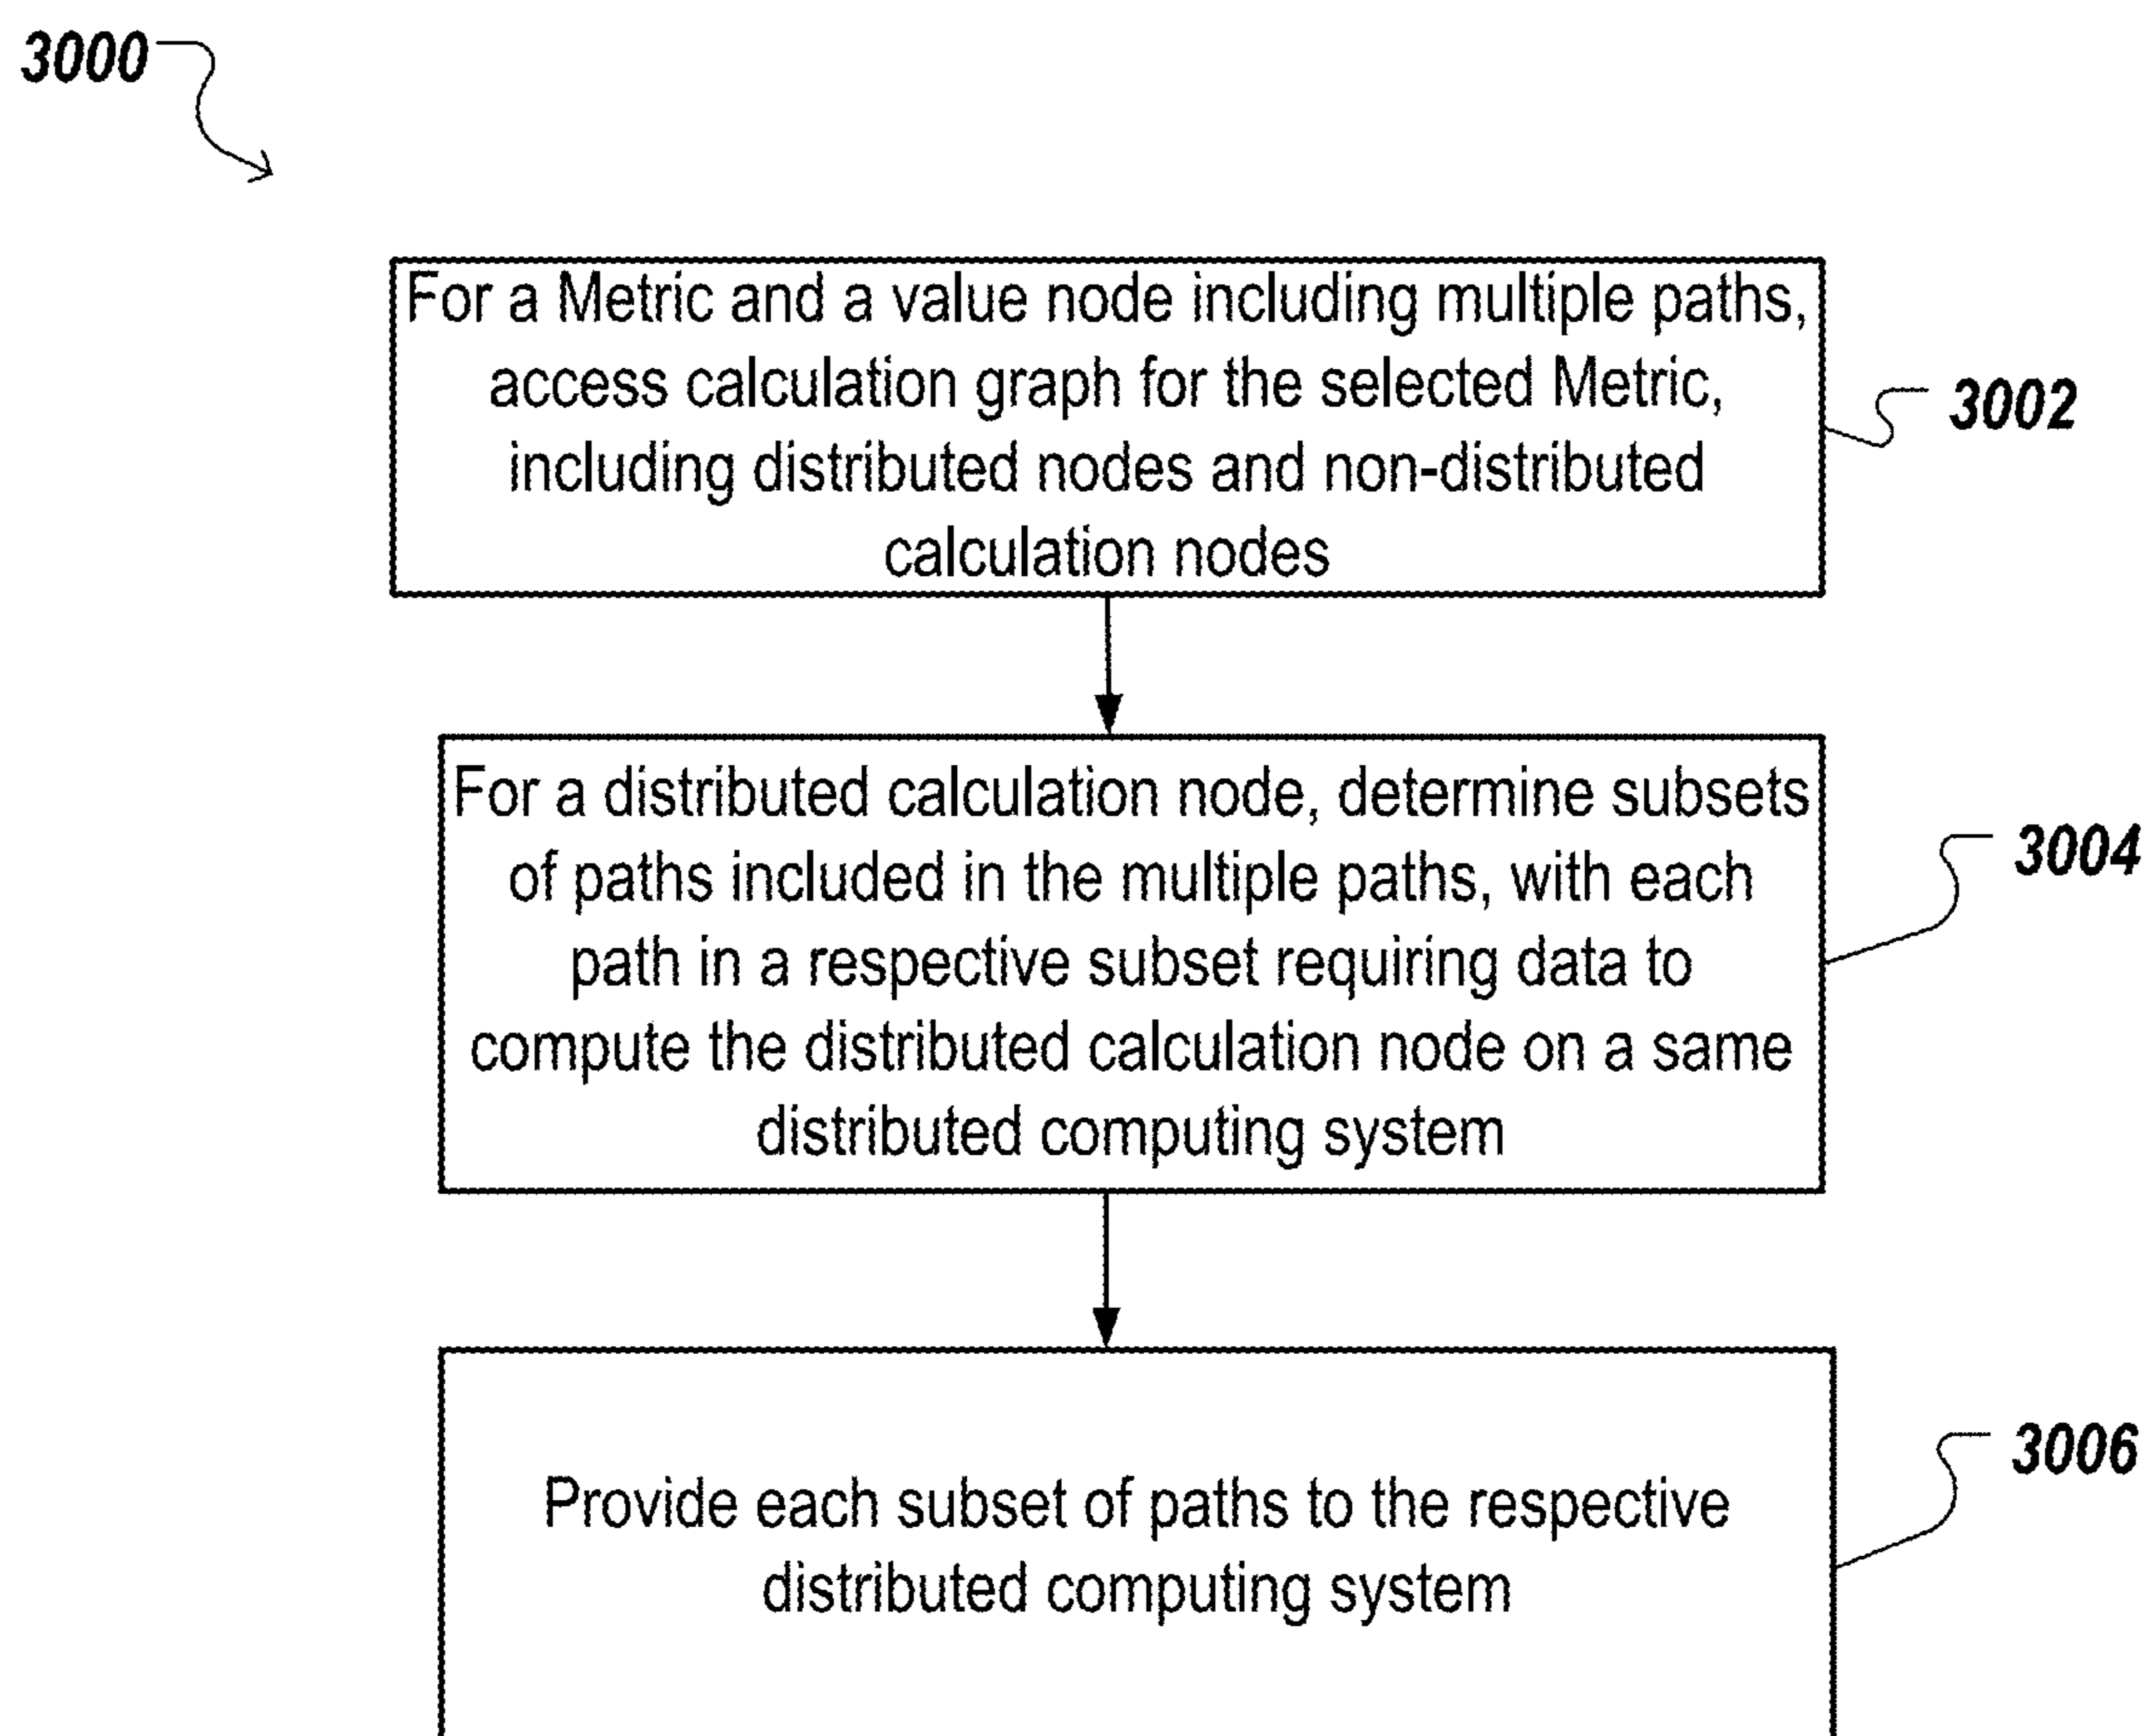 3000
For a Metric and a value node including multiple paths,
access calculation graph for the selected Metric,
including distributed nodes and non-distributed
calculation nodes
3002
For a distributed calculation node, determine subsets
of paths included in the multiple paths, with each
path in a respective subset requiring data to
compute the distributed calculation node on a same
distributed computing system
3004
Provide each subset of paths to the respective
distributed computing system
3006